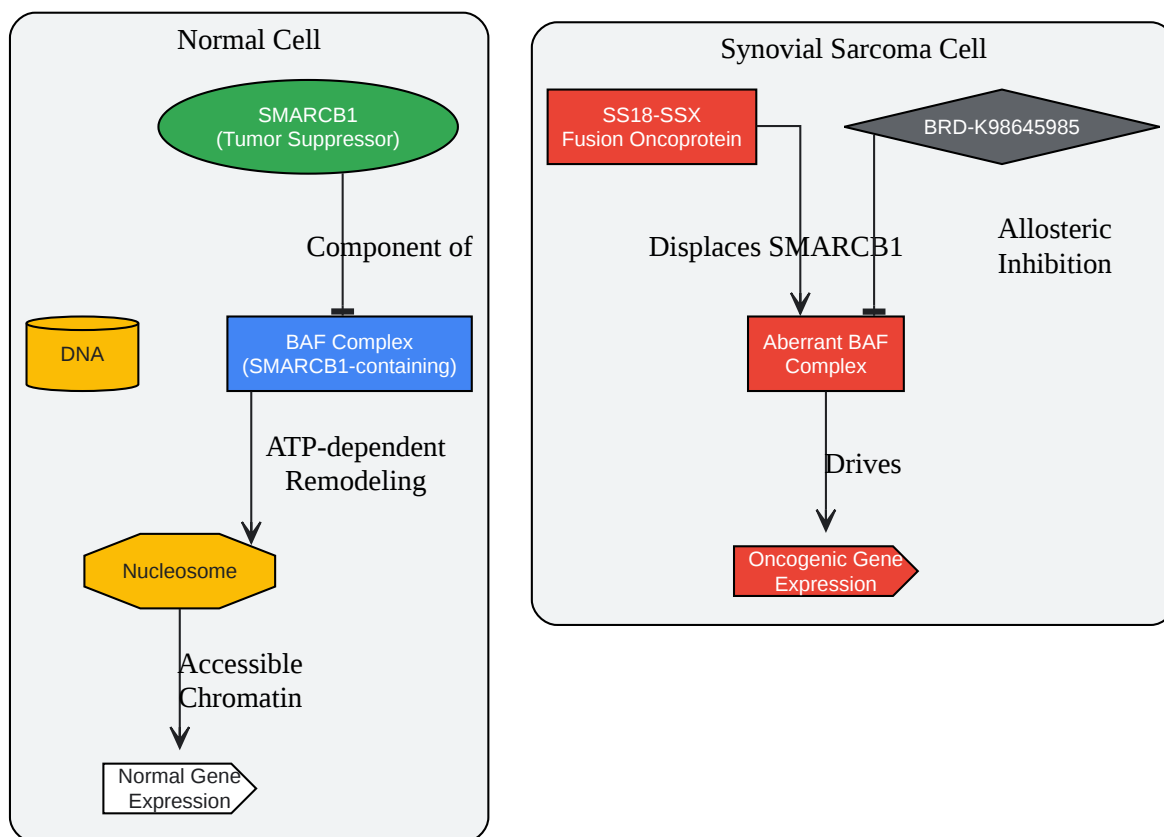 Normal Cell
SMARCB1
(Tumor Suppressor)
Component of
DNA
BAF Complex
(SMARCB1-containing)
ATP-dependent
Remodeling
Nucleosome
Accessible
Chromatin
Normal Gene
Expression
Synovial Sarcoma Cell
SS18-SSX
Fusion Oncoprotein
BRD-K98645985
Displaces SMARCB1
Allosteric
Inhibition
Aberrant BAF
Complex
Drives
Oncogenic Gene
Expression